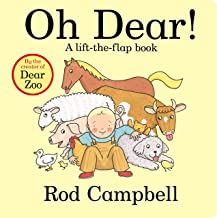 Oh Dear!
A lift-the-flap book
By the
creator of
Dear
Zoo
Rod Campbell